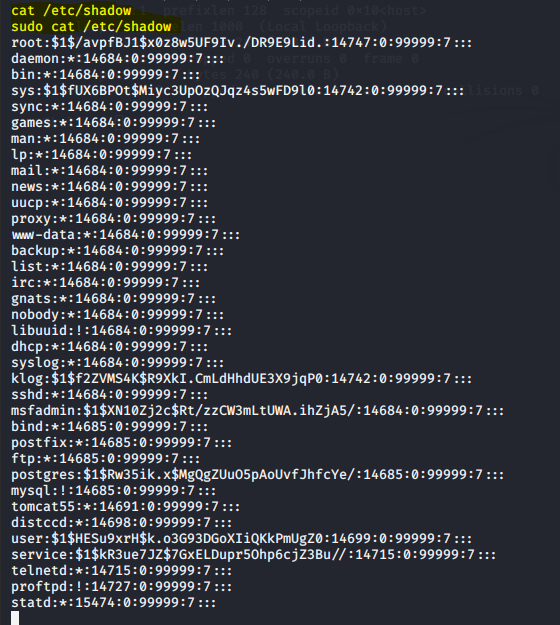 cat /etc/shadow
sudo cat /etc/shadow
root:$1$/avpfBJ1$x0z8w5UF9Iv./DR9E9Lid.:14747:0:99999:7:::
daemon:*:14684:0:99999:7:::
bin:*:14684:0:99999:7:::
sys:$1$fUX6BPOt$Miyc3UpOzQJqz4s5wFD9l0:14742:0:99999:7:::
sync:*:14684:0:99999:7:::
games:*:14684:0:99999:7:::
man:*:14684:0:99999:7:::
lp:*:14684:0:99999:7:::
mail:*:14684:0:99999:7:::
news:*:14684:0:99999:7:::
uucp:*:14684:0:99999:7:::
proxy:*:14684:0:99999:7:::
www-data:*:14684:0:99999:7:::
backup:*:14684:0:99999:7:::
list:*:14684:0:99999:7:::
irc:*:14684:0:99999:7:::
gnats:*:14684:0:99999:7:::
nobody:*:14684:0:99999:7:::
libuuid:!:14684:0:99999:7:::
dhcp:*:14684:0:99999:7:::
syslog:*:14684:0:99999:7:::
klog:$1$f2ZVMS4K$R9XkI.CmLdHhdUE3X9jqP0:14742:0:99999:7:::
sshd:*:14684:0:99999:7:::
msfadmin:$1$XN10Zj2c$Rt/zzCW3mLtUWA.ihZjA5/:14684:0:99999:7:::
bind:*:14685:0:99999:7:::
postfix:*:14685:0:99999:7:::
ftp:*:14685:0:99999:7:::
postgres:$1$Rw35ik.x$MgQgZUuO5pAoUvfJhfcYe/:14685:0:99999:7:::
mysql:!:14685:0:99999:7:::
tomcat55:*:14691:0:99999:7:::
distccd:*:14698:0:99999:7:::
user:$1$HESu9xrH$k.o3G93DGoXIiQKkPmUgZ0:14699:0:99999:7:::
service:$1$kR3ue7JZ$7GxELDupr5Ohp6cjZ3Bu//:14715:0:99999:7:::
telnetd:*:14715:0:99999:7:::
proftpd:!:14727:0:99999:7:::
statd:*:15474:0:99999:7:::